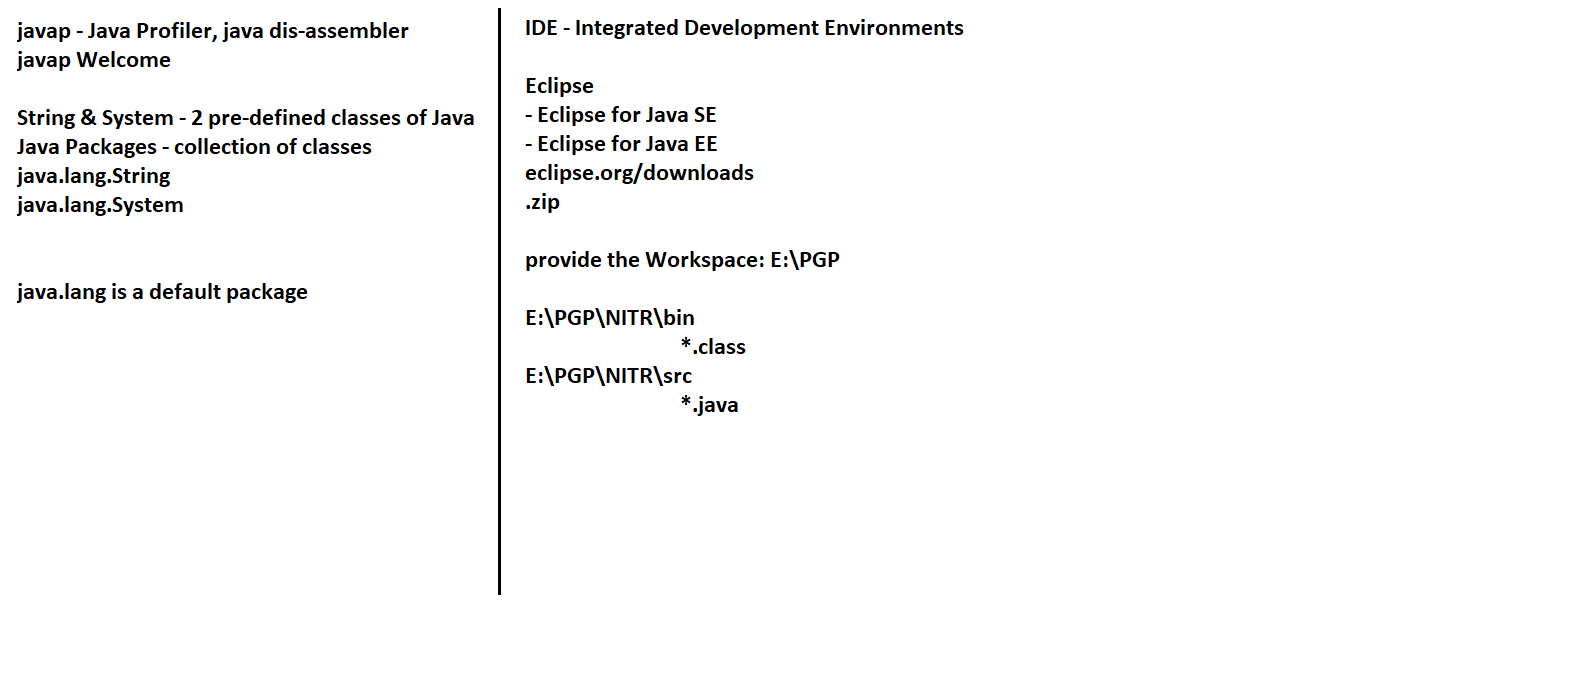 javap - Java Profiler, java dis-assembler
javap Welcome
String & System - 2 pre-defined classes of Java
Java Packages - collection of classes
java.lang.String
java.lang.System
java.lang is a default package
IDE - Integrated Development Environments
Eclipse
- Eclipse for Java SE
- Eclipse for Java EE
eclipse.org/downloads
.zip
provide the Workspace: E:\PGP
E:\PGP\NITR\bin
*.class
E:\PGP\NITR\src
*.java